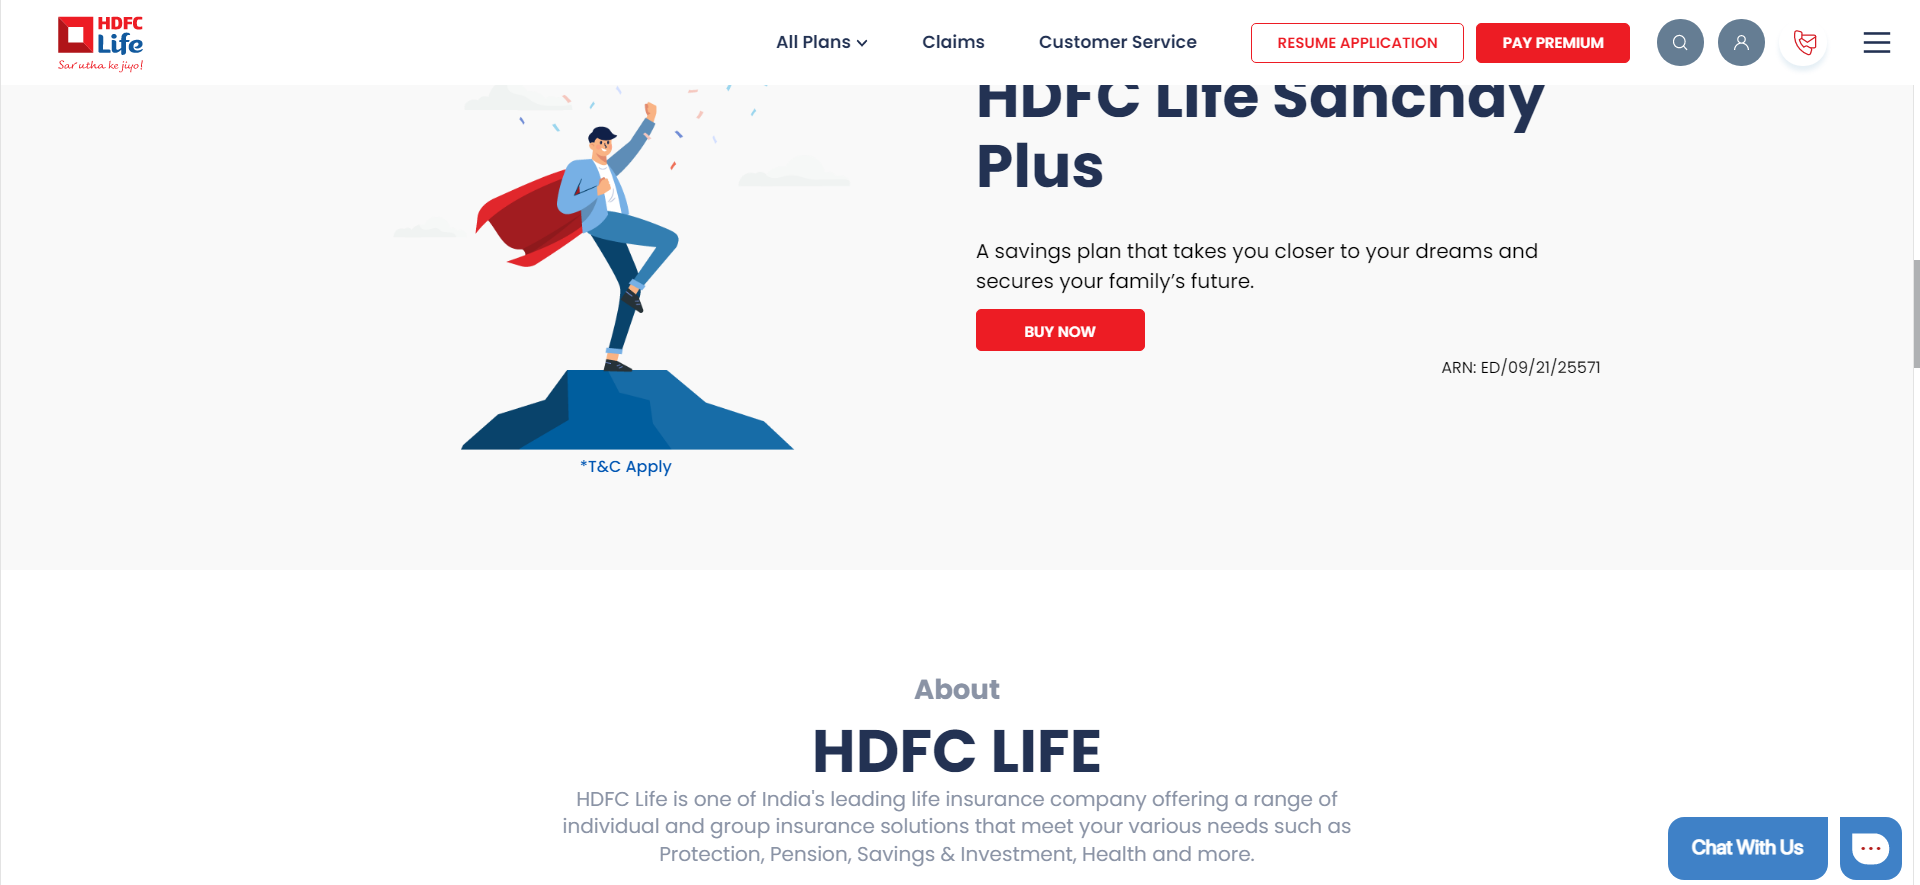 HDFC
Life
Sar utha ke jiyo!
All Plans
Claims
Customer Service
RESUME APPLICATION
PAY PREMIUM
HDFC Life Sanchay
Plus
A savings plan that takes you closer to your dreams and
secures your family’s future.
BUY NOW
ARN: ED/09/21/25571
*T&C Apply
About
HDFC LIFE
HDFC Life is one of India's leading life insurance company offering a range of
individual and group insurance solutions that meet your various needs such as
Protection, Pension, Savings & Investment, Health and more.
Chat With Us